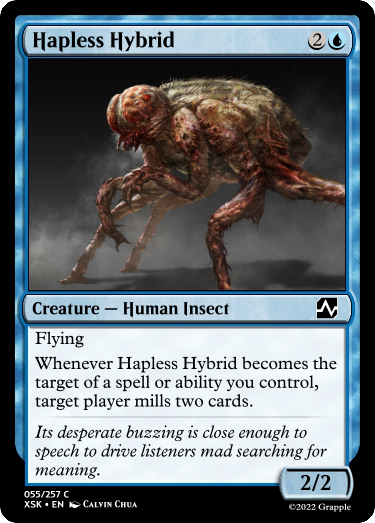 Hapless Hybrid 2
Creature — Human Insect
Flying
Whenever Hapless Hybrid becomes the
target of a spell or ability you control,
target player mills two cards.
Its desperate buzzing is close enough to
speech to drive listeners mad searching for
meaning.
2/2
055/257 C
XSK • EN Calvin Chua
©2022 Grapple